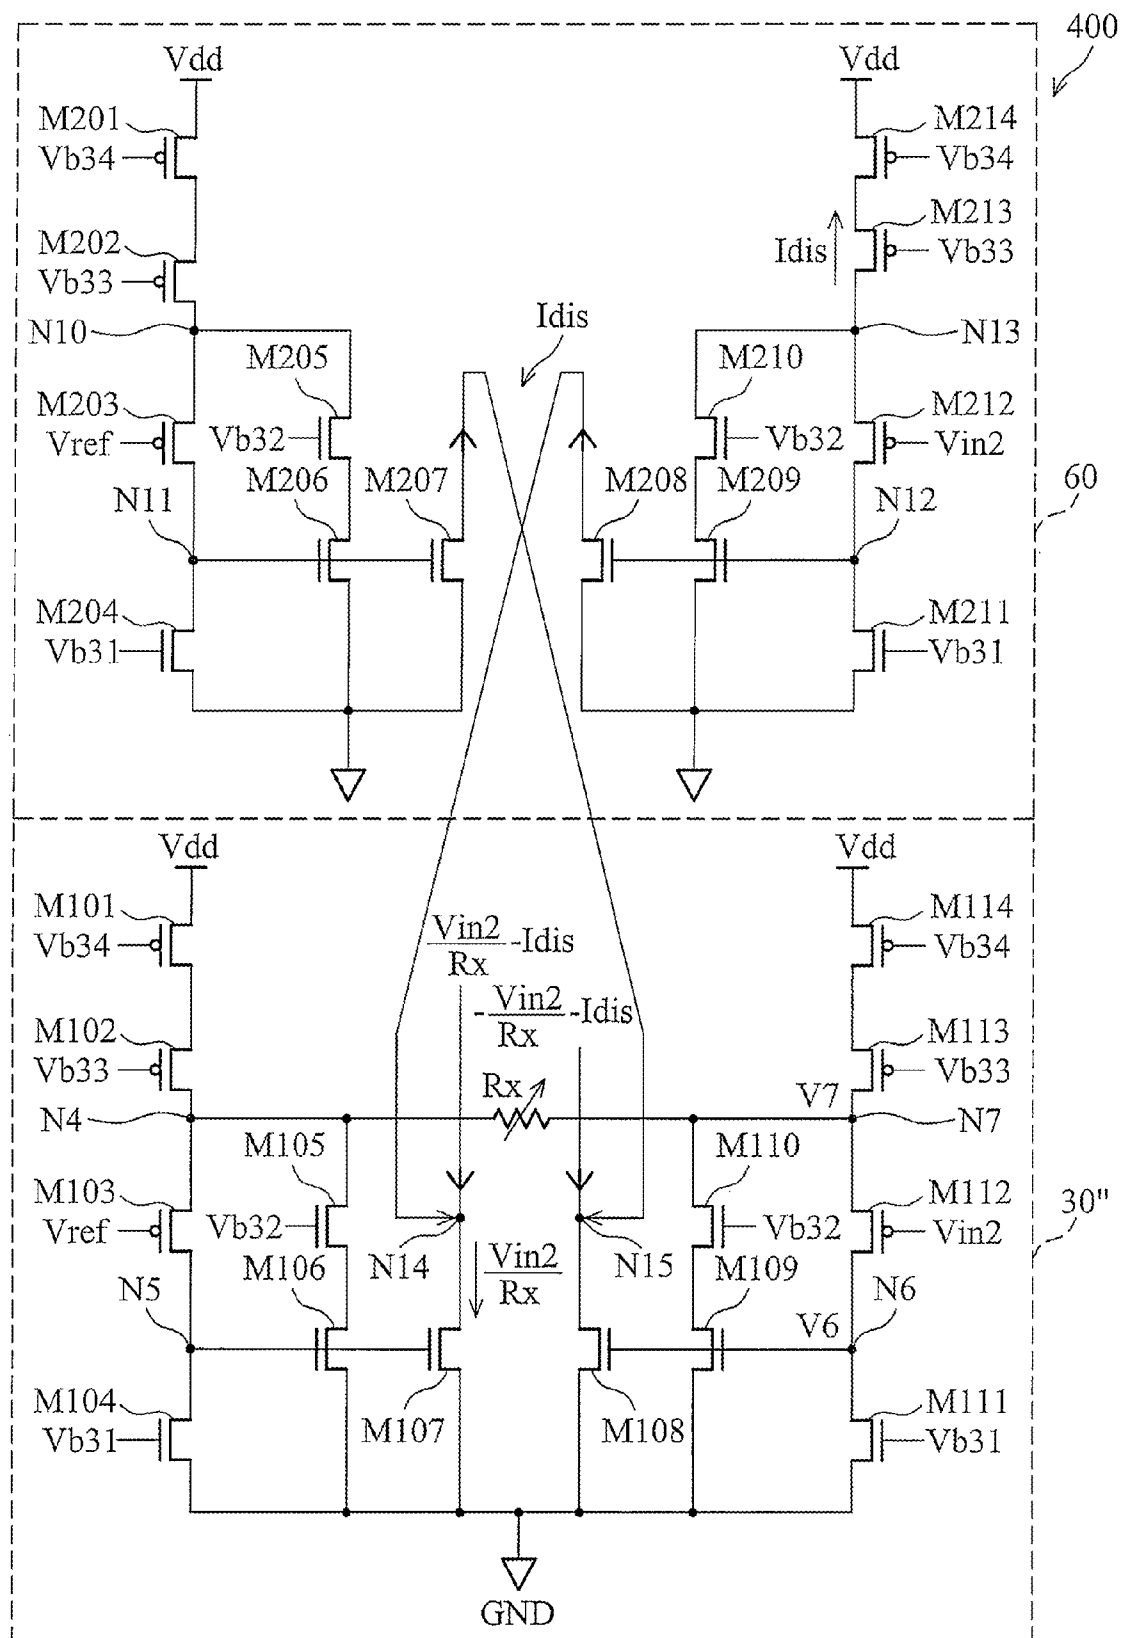 400
Vdd
Vdd
M201
M214
Vb34
Vb34
M202
M213
Vb33
Idis
Vb33
N10
Idis
N13
M205
M210
M203
M212
Vref
Vb32
Vb32
Vin2
M206
M207
M208
M209
N11
N12
60
M204
M211
Vb31
Vb31
Vdd
Vdd
M101
M114
Vb34
Vin2/Rx -Idis
Vb34
-Vin2/Rx -Idis
M102
M113
Vb33
Rx
Vb33
N4
V7
N7
M105
M110
M103
M112
Vref
Vb32
Vb32
Vin2
30"
N14
Vin2/Rx
N15
M106
M109
N5
V6
N6
M104
M107
M108
M111
Vb31
Vb31
GND